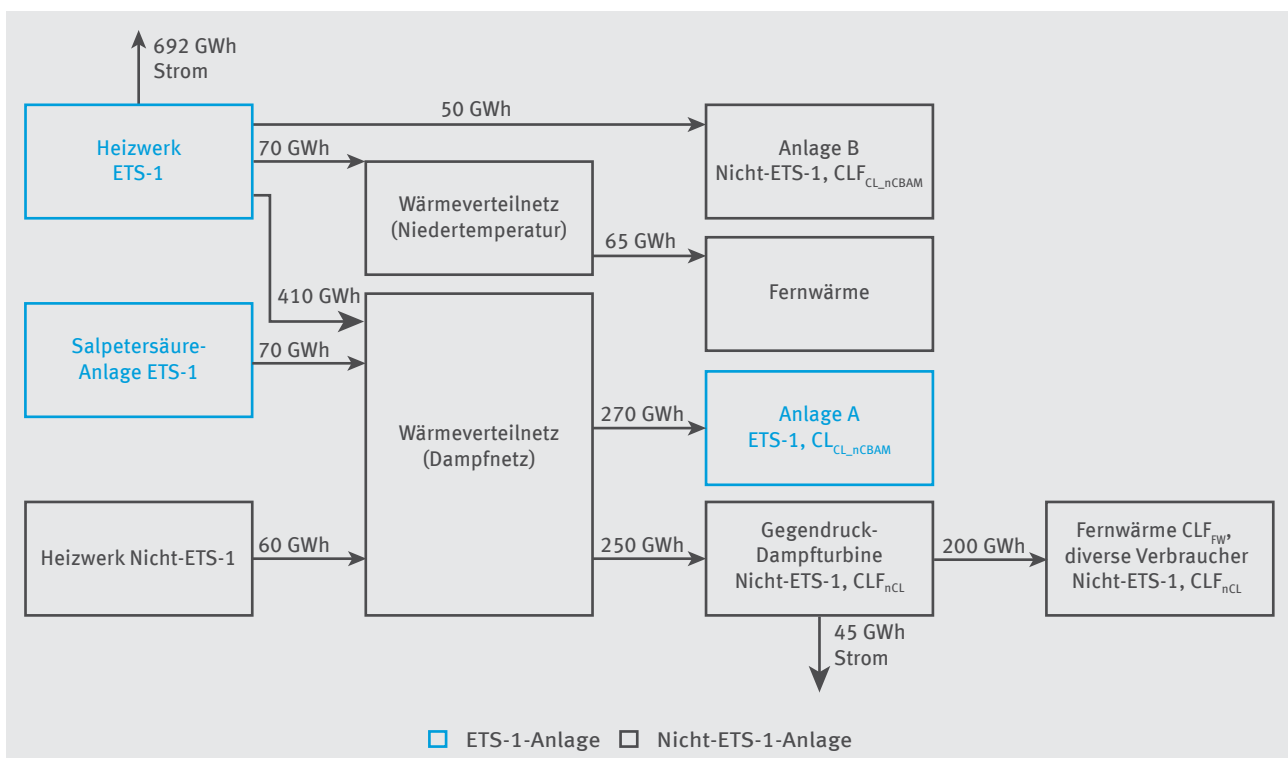 692 GWh
Strom
Heizwerk
ETS-1
50 GWh
Anlage B
Nicht-ETS-1, CLF_CL_nCBAM
70 GWh
Wärmeverteilnetz
(Niedertemperatur)
65 GWh
Fernwärme
410 GWh
Salpetersäure-
Anlage ETS-1
70 GWh
Wärmeverteilnetz
(Dampfnetz)
270 GWh
Anlage A
ETS-1, CL_CL_nCBAM
Heizwerk Nicht-ETS-1
60 GWh
250 GWh
Gegendruck-
Dampfturbine
Nicht-ETS-1, CLF_nCL
200 GWh
Fernwärme CLF_FW,
diverse Verbraucher
Nicht-ETS-1, CLF_nCL
45 GWh
Strom
ETS-1-Anlage
Nicht-ETS-1-Anlage